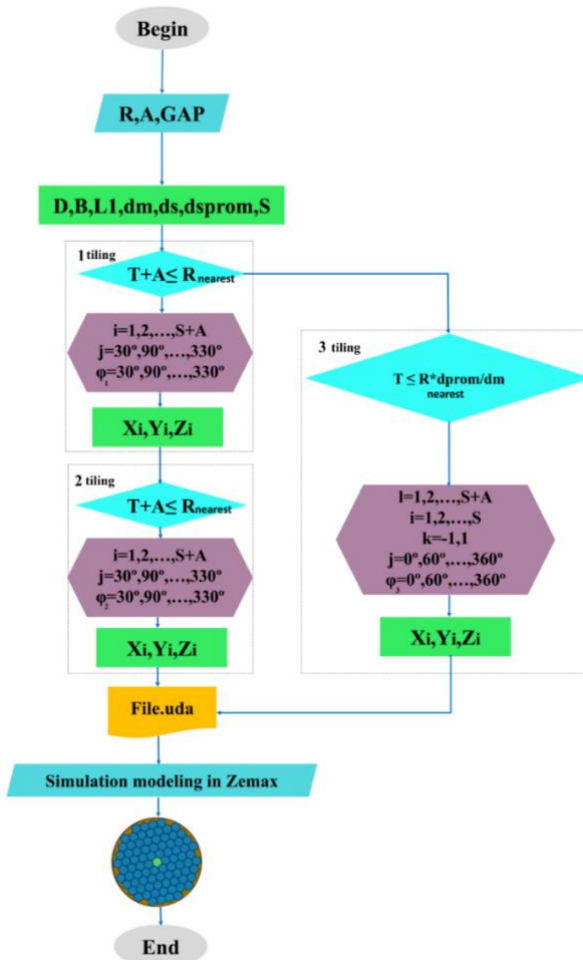 Begin
R,A,GAP
D,B,L1,dm,ds,dsprom,S
1 tiling
T+A≤ Rnearest
i=1,2,...,S+A
j=30º,90º,...,330º
φ1=30º,90º,...,330º
Xi,Yi,Zi
2 tiling
T+A≤ Rnearest
i=1,2,...,S+A
j=30º,90º,...,330º
φ2=30º,90º,...,330º
Xi,Yi,Zi
3 tiling
T ≤ R*dprom/dm
nearest
l=1,2,...,S+A
i=1,2,...,S
k=-1,1
j=0º,60º,...,360º
φ3=0º,60º,...,360º
Xi,Yi,Zi
File.uda
Simulation modeling in Zemax
End